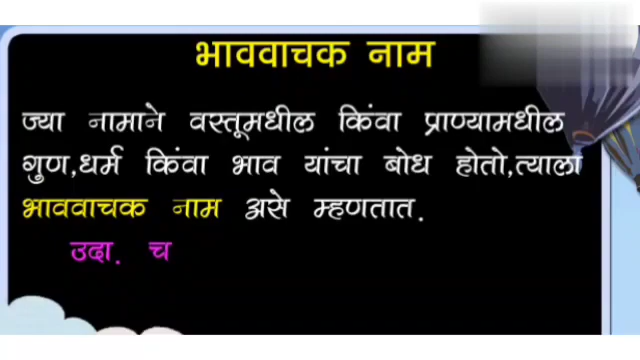 भाववाचक नाम
ज्या नामाने वस्तूमधील किंवा प्राण्यामधील
गुण,धर्म किंवा भाव यांचा बोध होतो,त्याला
भाववाचक नाम असे म्हणतात.
उदा. च